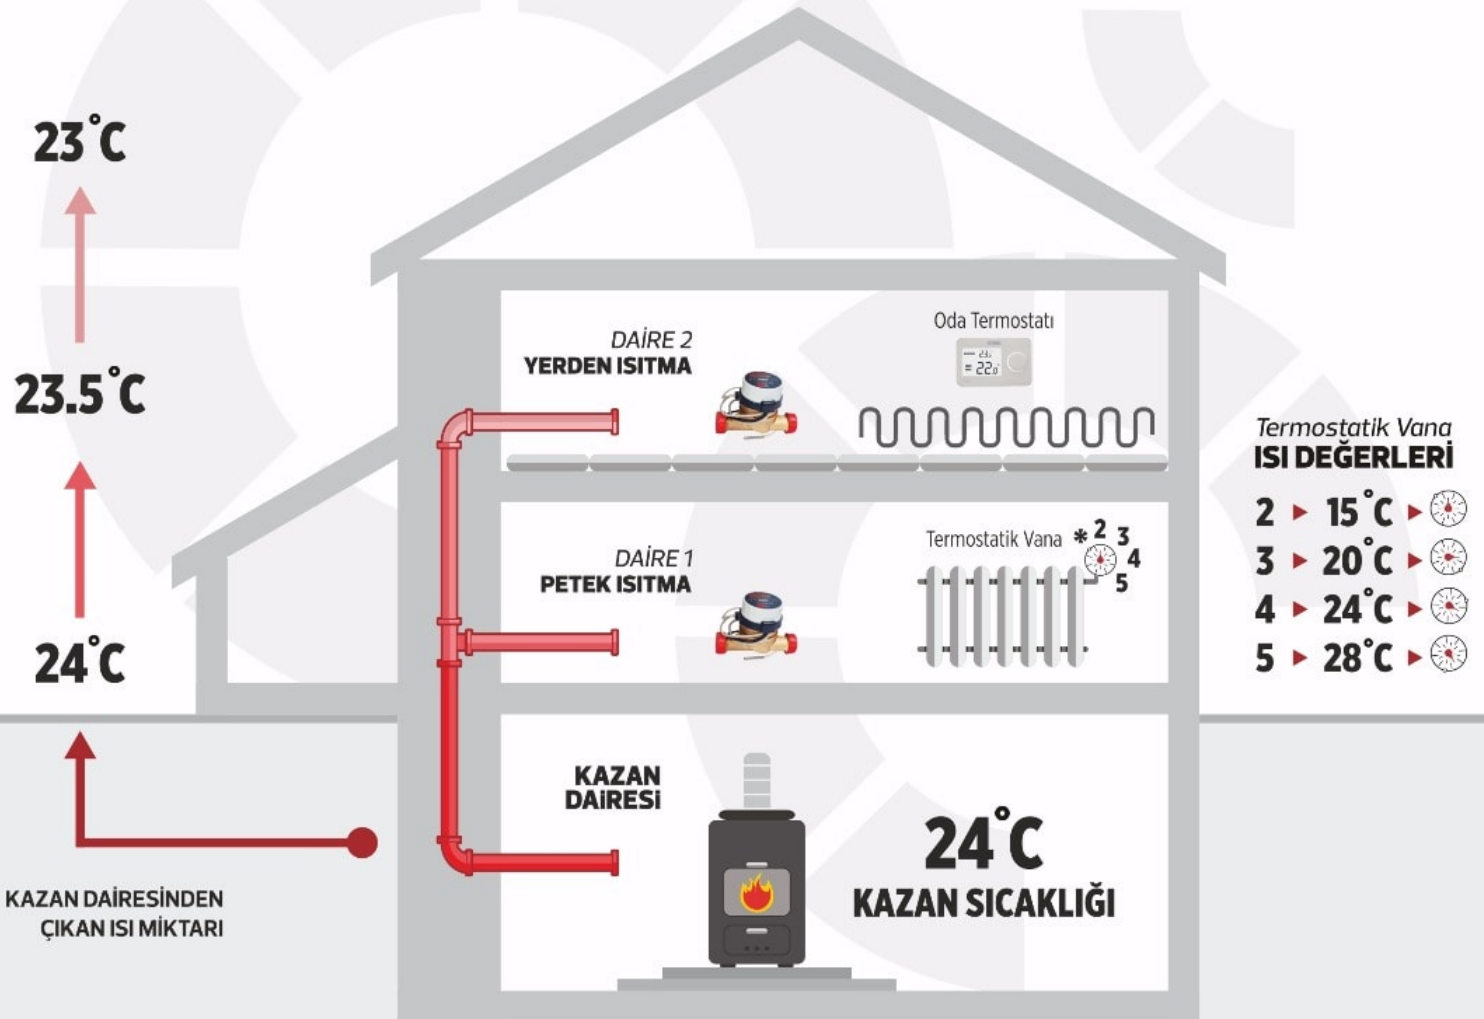 23°C
23.5°C
24°C
KAZAN DAİRESİNDEN
ÇIKAN ISI MİKTARI
DAİRE 2
YERDEN ISITMA
Oda Termostatı
22.0
DAİRE 1
PETEK ISITMA
Termostatik Vana * 2 3
4
5
KAZAN
DAİRESİ
24°C
KAZAN SICAKLIĞI
Termostatik Vana
ISI DEĞERLERİ
2 ▸ 15°C ▸
3 ▸ 20°C ▸
4 ▸ 24°C ▸
5 ▸ 28°C ▸